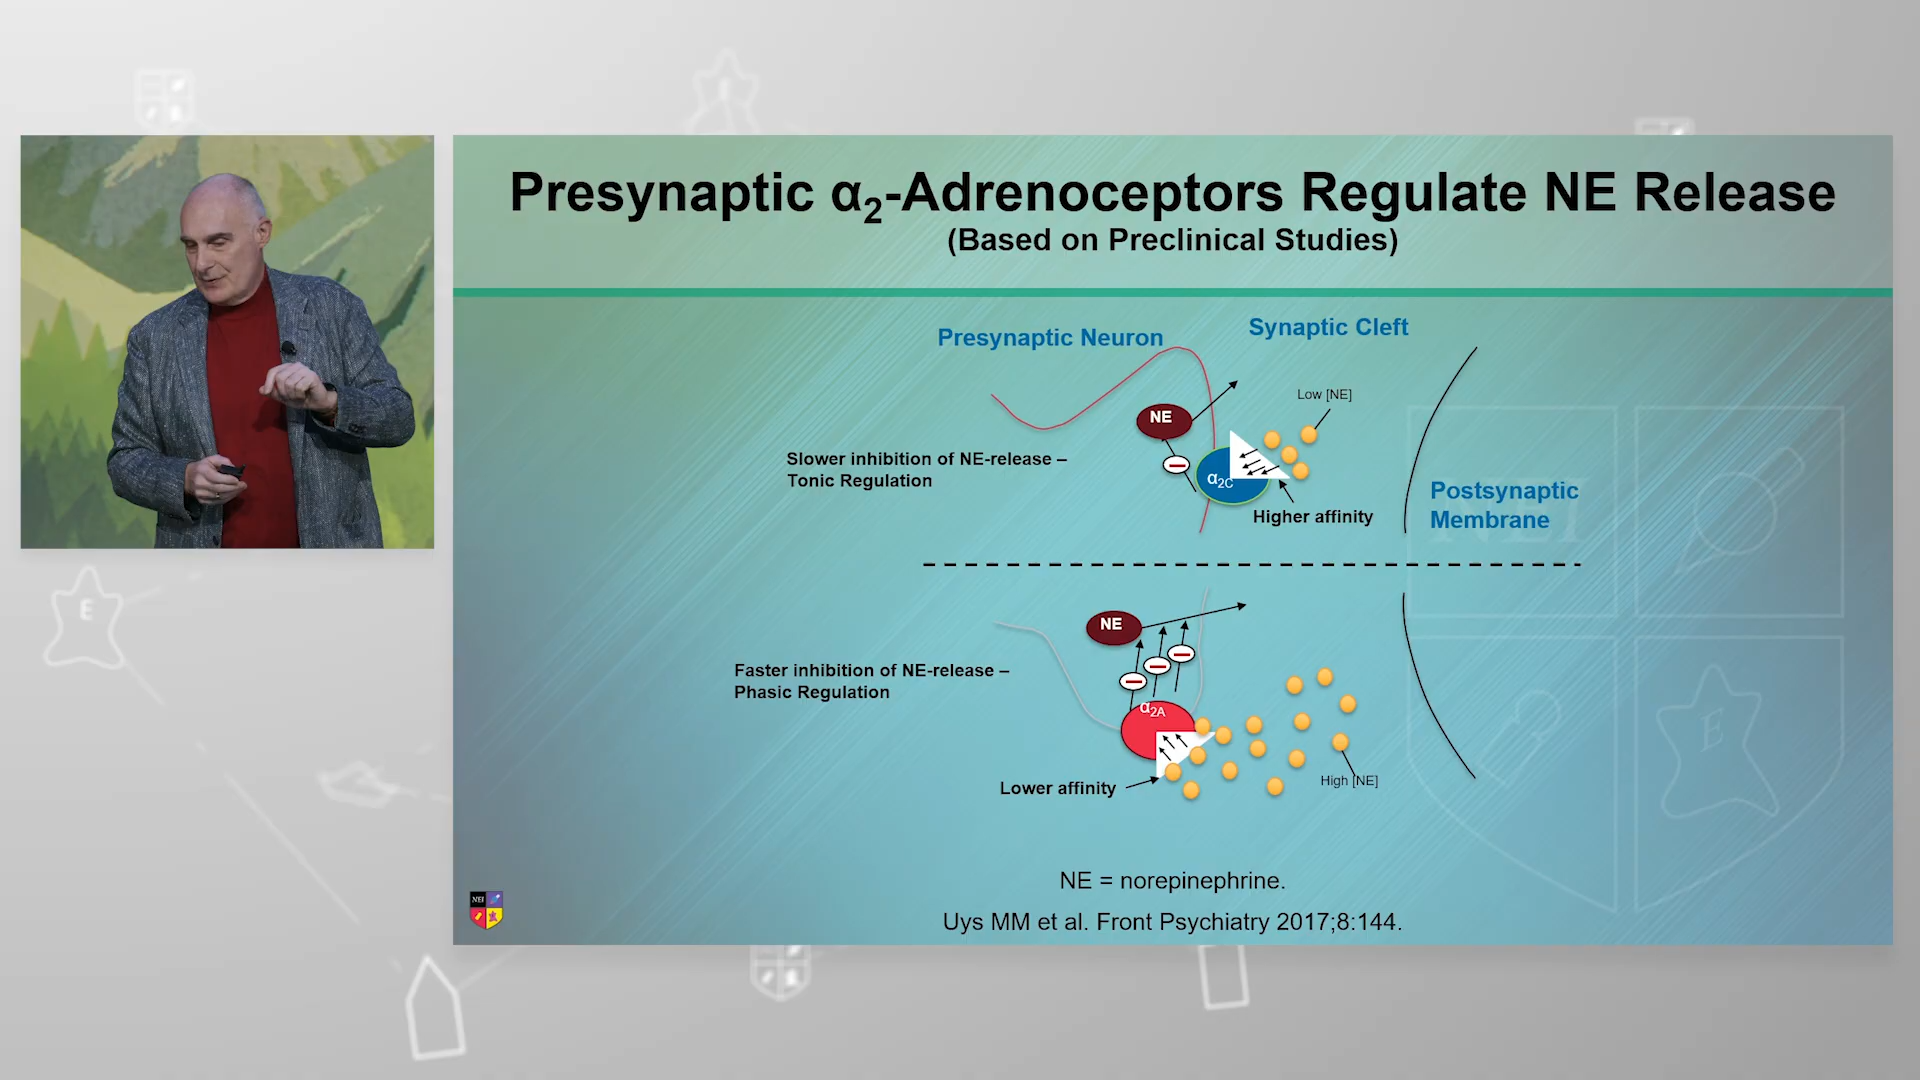 Presynaptic α2-Adrenoceptors Regulate NE Release
(Based on Preclinical Studies)
Presynaptic Neuron
Synaptic Cleft
Low [NE]
NE
Slower inhibition of NE-release –
Tonic Regulation
α2C
Higher affinity
Postsynaptic
Membrane
NE
Faster inhibition of NE-release –
Phasic Regulation
α2A
Lower affinity
High [NE]
NE = norepinephrine.
Uys MM et al. Front Psychiatry 2017;8:144.
NEI
NEI
E
E